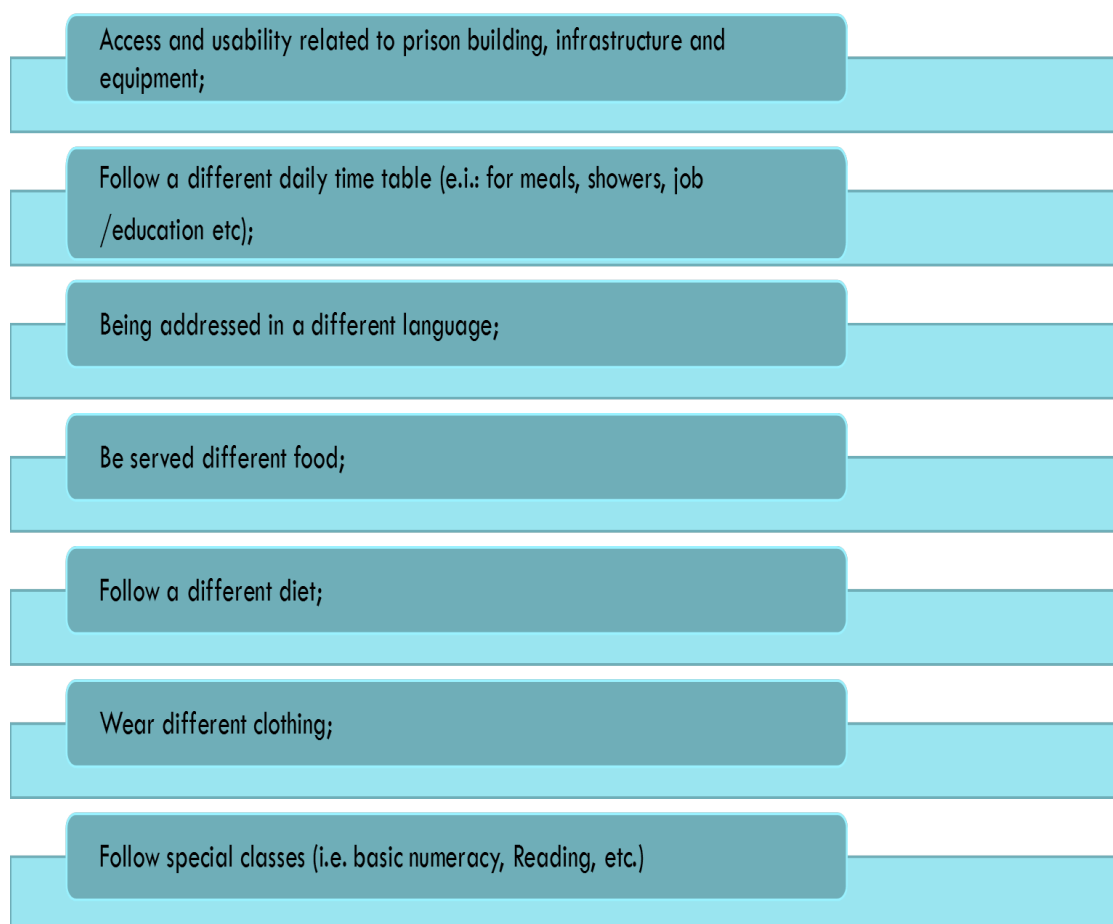 Access and usability related to prison building, infrastructure and
equipment;
Follow a different daily time table (e.i.: for meals, showers, job
/education etc);
Being addressed in a different language;
Be served different food;
Follow a different diet;
Wear different clothing;
Follow special classes (i.e. basic numeracy, Reading, etc.)